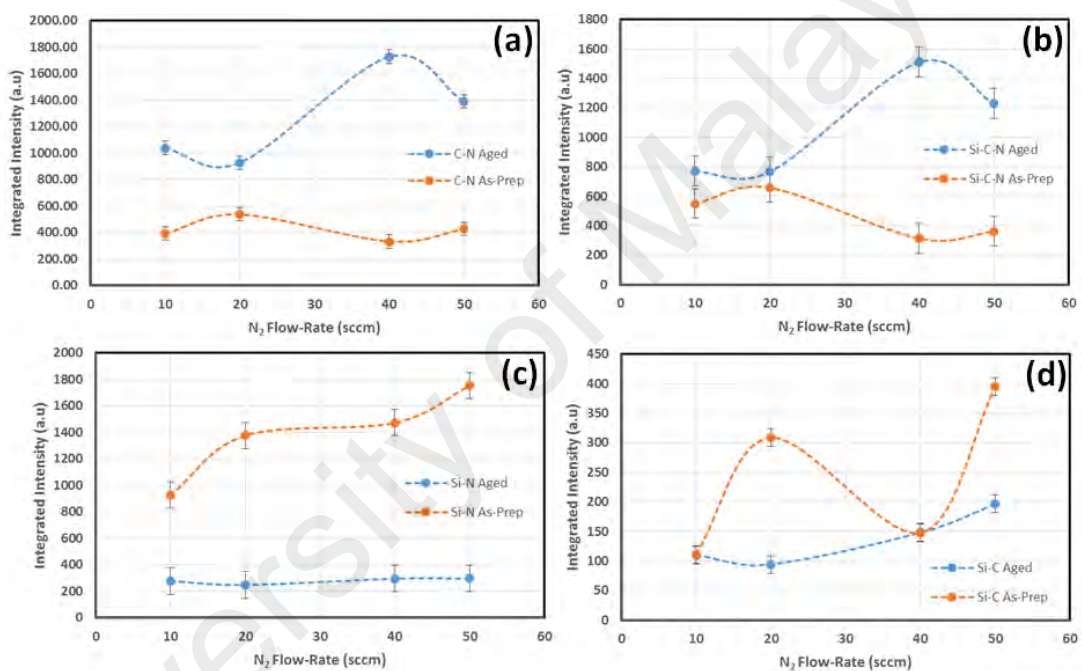 (a)
2000.00
1800.00
1600.00
1400.00
1200.00
1000.00
800.00
600.00
400.00
200.00
0.00
Integrated Intensity (a.u)
C-N Aged
C-N As-Prep
0 10 20 30 40 50 60
N2 Flow-Rate (sccm)
(b)
1800
1600
1400
1200
1000
800
600
400
200
0
Integrated Intensity (a.u)
Si-C-N Aged
Si-C-N As-Prep
0 10 20 30 40 50 60
N2 Flow-Rate (sccm)
(c)
2000
1800
1600
1400
1200
1000
800
600
400
200
0
Integrated Intensity (a.u)
Si-N Aged
Si-N As-Prep
0 10 20 30 40 50 60
N2 Flow-Rate (sccm)
(d)
450
400
350
300
250
200
150
100
50
0
Integrated Intensity (a.u)
Si-C Aged
Si-C As-Prep
0 10 20 30 40 50 60
N2 Flow-Rate (sccm)
versity of Malay